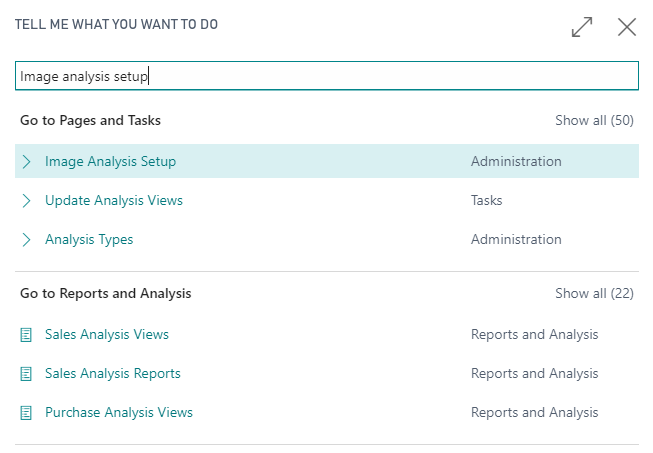 TELL ME WHAT YOU WANT TO DO
Image analysis setup
Go to Pages and Tasks Show all (50)
Image Analysis Setup Administration
Update Analysis Views Tasks
Analysis Types Administration
Go to Reports and Analysis Show all (22)
Sales Analysis Views Reports and Analysis
Sales Analysis Reports Reports and Analysis
Purchase Analysis Views Reports and Analysis